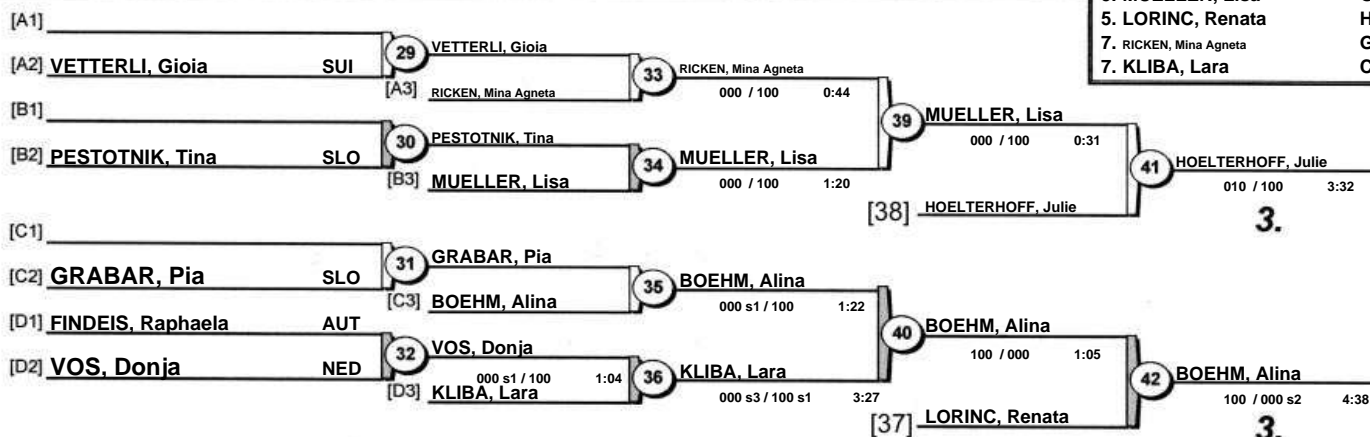 5. LORINC, Renata H
7. RICKEN, Mina Agneta G
7. KLIBA, Lara C
[A1]
[A2] VETTERLI, Gioia SUI
29
VETTERLI, Gioia
[A3] RICKEN, Mina Agneta
33
RICKEN, Mina Agneta
000 / 100 0:44
[B1]
[B2] PESTOTNIK, Tina SLO
30
PESTOTNIK, Tina
[B3] MUELLER, Lisa
34
MUELLER, Lisa
000 / 100 1:20
39
MUELLER, Lisa
000 / 100 0:31
[38] HOELTERHOFF, Julie
41
HOELTERHOFF, Julie
010 / 100 3:32
3.
[C1]
[C2] GRABAR, Pia SLO
31
GRABAR, Pia
[C3] BOEHM, Alina
35
BOEHM, Alina
000 s1 / 100 1:22
[D1] FINDEIS, Raphaela AUT
[D2] VOS, Donja NED
32
VOS, Donja
000 s1 / 100 1:04
[D3] KLIBA, Lara
36
KLIBA, Lara
000 s3 / 100 s1 3:27
40
BOEHM, Alina
100 / 000 1:05
[37] LORINC, Renata
42
BOEHM, Alina
100 / 000 s2 4:38
3.